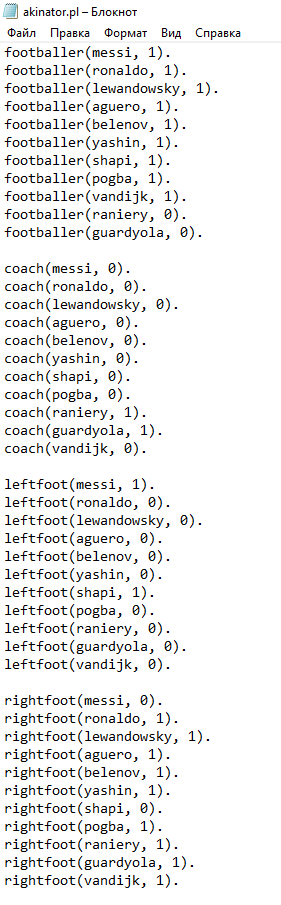 akinator.pl – Блокнот
Файл Правка Формат Вид Справка
footballer(messi, 1).
footballer(ronaldo, 1).
footballer(lewandowsky, 1).
footballer(aguero, 1).
footballer(belenov, 1).
footballer(yashin, 1).
footballer(shapi, 1).
footballer(pogba, 1).
footballer(vandijk, 1).
footballer(raniery, 0).
footballer(guardyola, 0).

coach(messi, 0).
coach(ronaldo, 0).
coach(lewandowsky, 0).
coach(aguero, 0).
coach(belenov, 0).
coach(yashin, 0).
coach(shapi, 0).
coach(pogba, 0).
coach(raniery, 1).
coach(guardyola, 1).
coach(vandijk, 0).

leftfoot(messi, 1).
leftfoot(ronaldo, 0).
leftfoot(lewandowsky, 0).
leftfoot(aguero, 0).
leftfoot(belenov, 0).
leftfoot(yashin, 0).
leftfoot(shapi, 1).
leftfoot(pogba, 0).
leftfoot(raniery, 0).
leftfoot(guardyola, 0).
leftfoot(vandijk, 0).

rightfoot(messi, 0).
rightfoot(ronaldo, 1).
rightfoot(lewandowsky, 1).
rightfoot(aguero, 1).
rightfoot(belenov, 1).
rightfoot(yashin, 1).
rightfoot(shapi, 0).
rightfoot(pogba, 1).
rightfoot(raniery, 1).
rightfoot(guardyola, 1).
rightfoot(vandijk, 1).